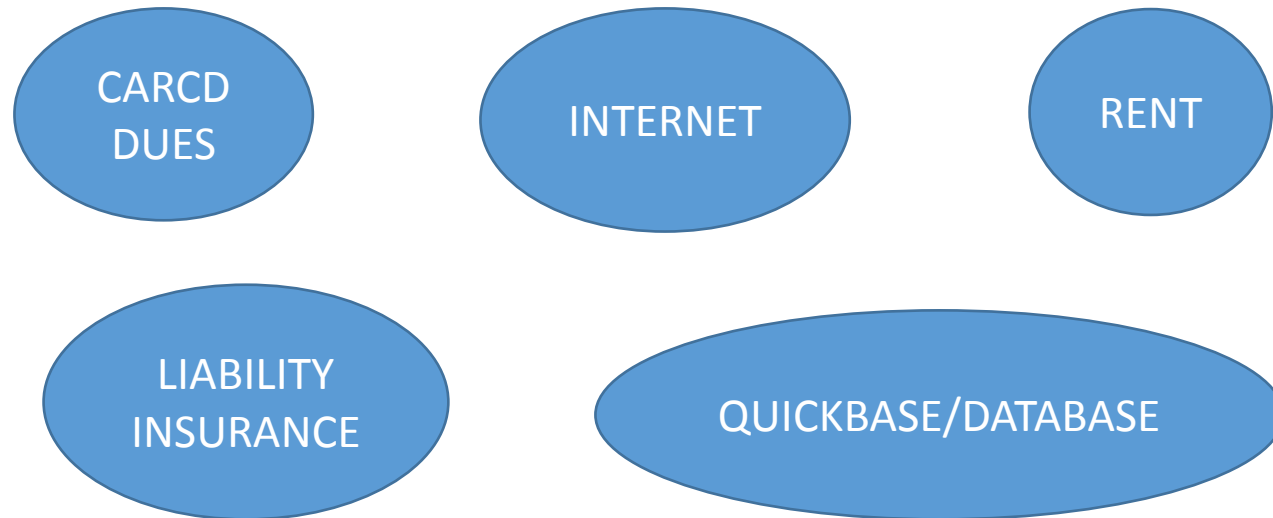 CARCD
DUES
INTERNET
RENT
LIABILITY
INSURANCE
QUICKBASE/DATABASE